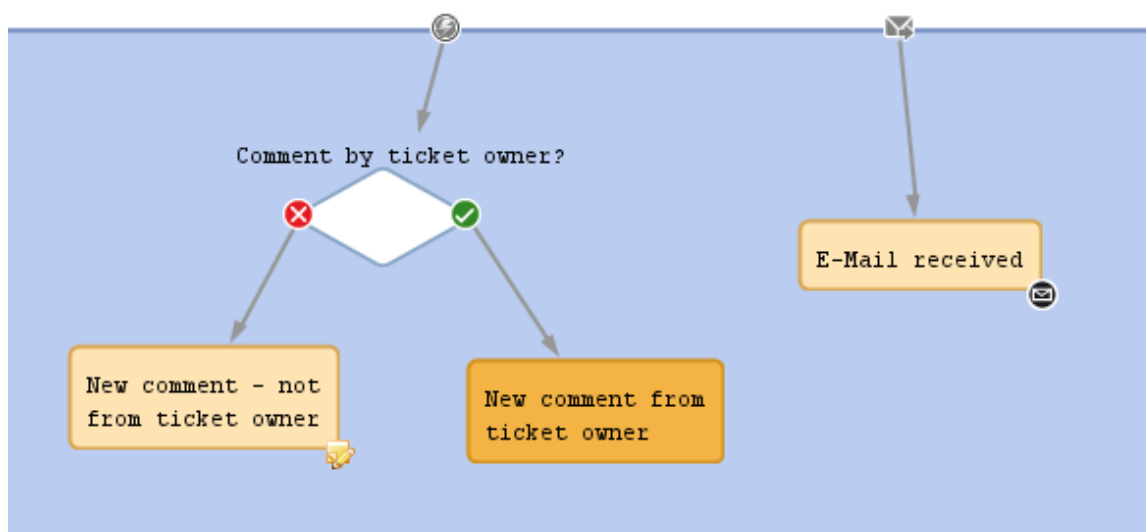 Comment by ticket owner?
E-Mail received
New comment - not
from ticket owner
New comment from
ticket owner